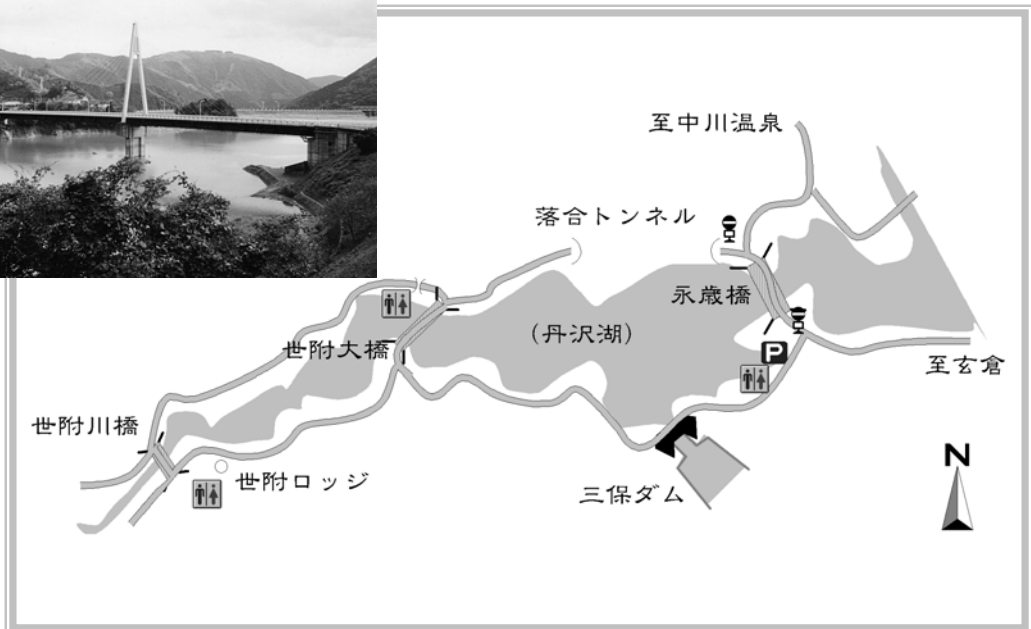 至中川温泉
落合トンネル
永歳橋
(丹沢湖)
世附大橋
P
至玄倉
世附川橋
世附ロッジ
三保ダム
N